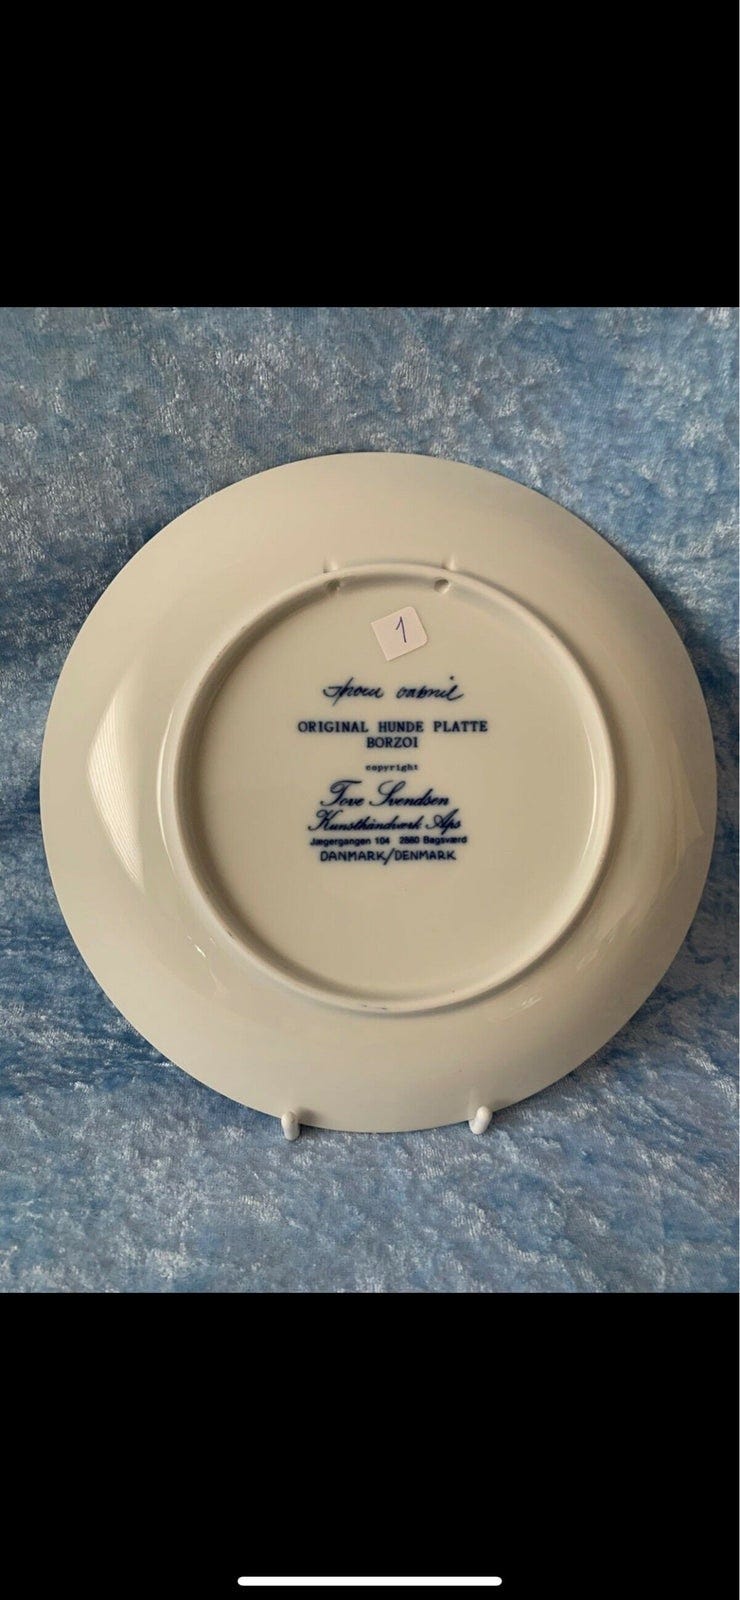 1
ORIGINAL HUNDE PLATTE
BORZOI
copyright
Tove Svendsen
Kunsthåndværk Aps
Jægergangen 104 2880 Bagsværd
DANMARK/DENMARK